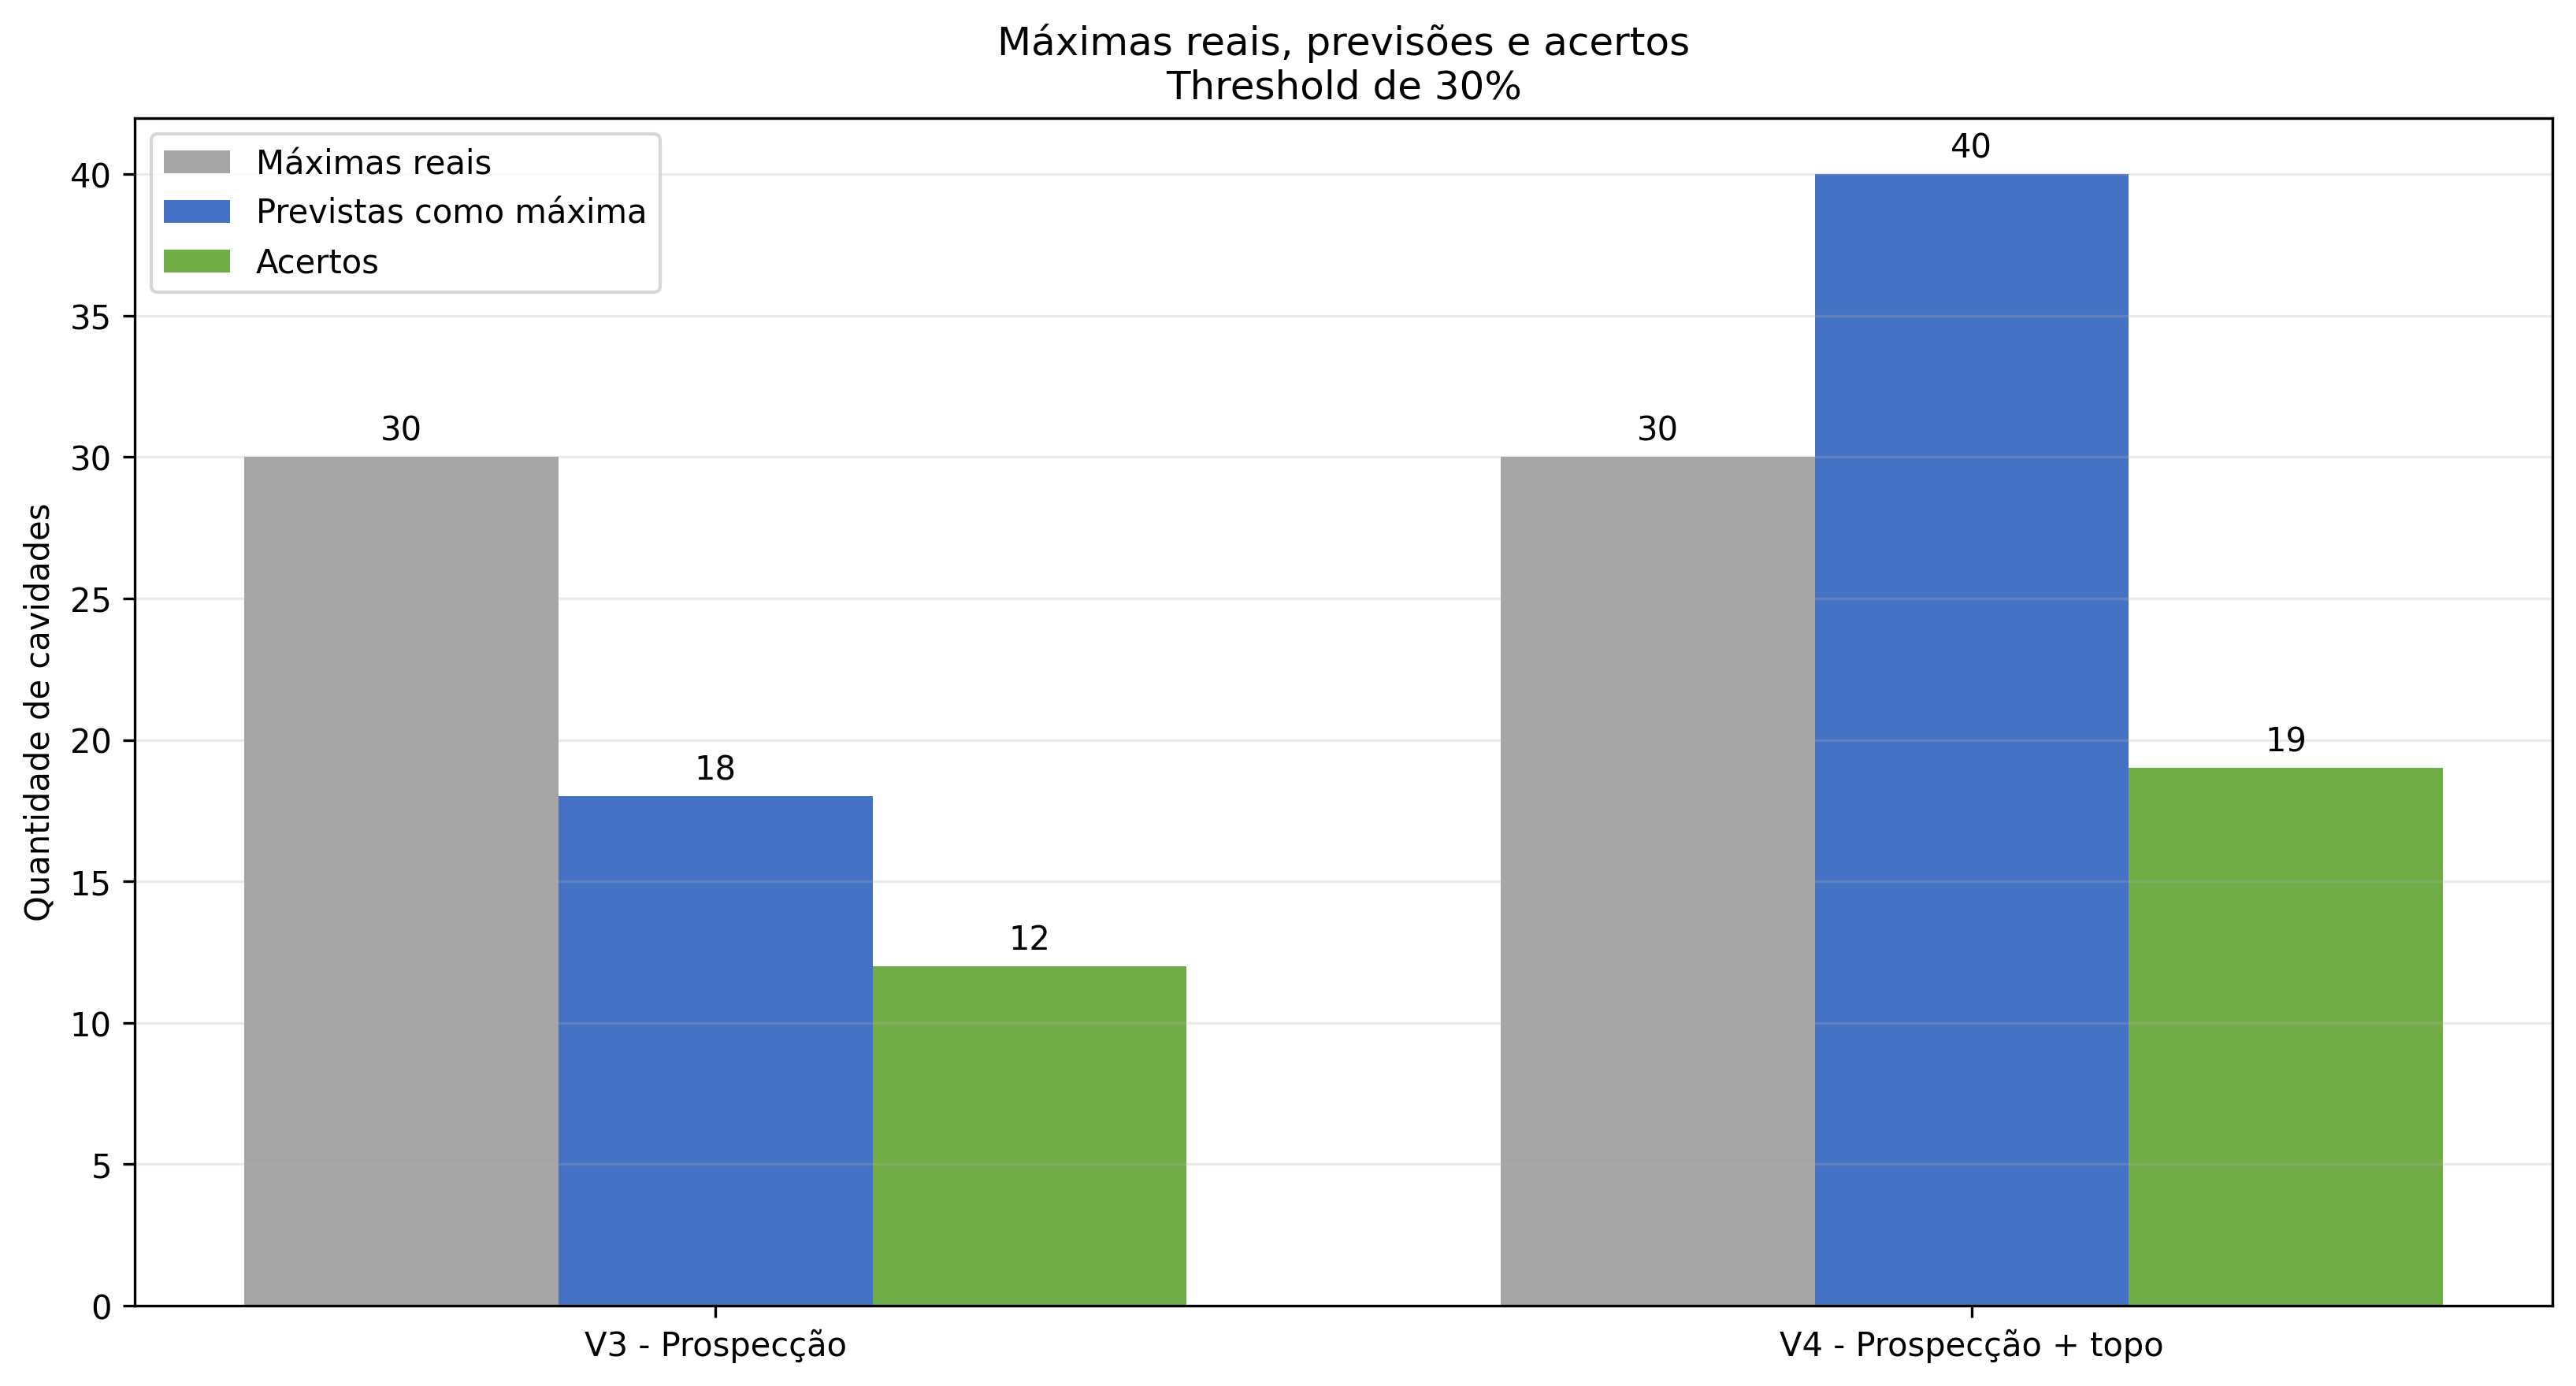 Máximas reais, previsões e acertos
Threshold de 30%
Máximas reais
Previstas como máxima
Acertos
Quantidade de cavidades
40
35
30
25
20
15
10
5
0
30
18
12
30
40
19
V3 - Prospecção
V4 - Prospecção + topo